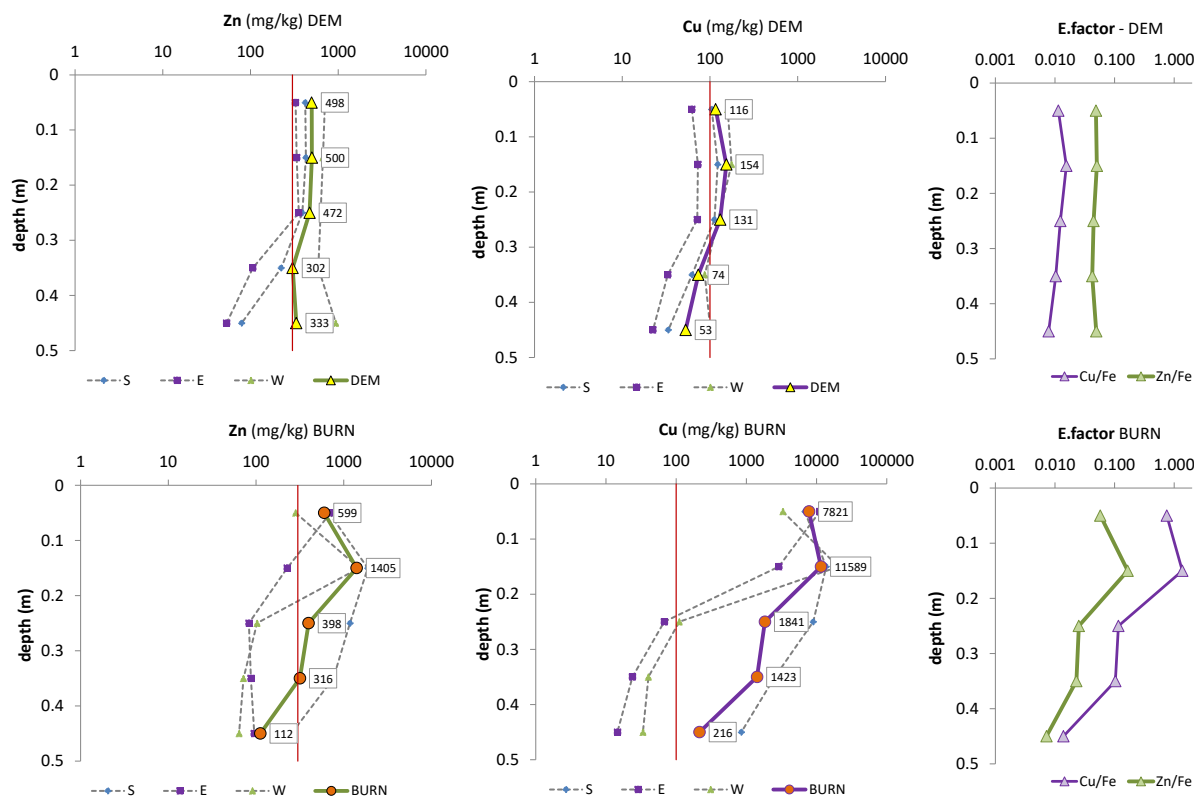 Zn (mg/kg) DEM
1 10 100 1000 10000
0
0.1
0.2
0.3
0.4
0.5
depth (m)
498
500
472
302
333
S E W DEM
Cu (mg/kg) DEM
1 10 100 1000 10000
0
0.1
0.2
0.3
0.4
0.5
depth (m)
116
154
131
74
53
S E W DEM
E.factor - DEM
0.001 0.010 0.100 1.000
0
0.1
0.2
0.3
0.4
0.5
depth (m)
Cu/Fe Zn/Fe
Zn (mg/kg) BURN
1 10 100 1000 10000
0
0.1
0.2
0.3
0.4
0.5
depth (m)
599
1405
398
316
112
S E W BURN
Cu (mg/kg) BURN
1 10 100 1000 10000 100000
0
0.1
0.2
0.3
0.4
0.5
depth (m)
7821
11589
1841
1423
216
S E W BURN
E.factor BURN
0.001 0.010 0.100 1.000
0
0.1
0.2
0.3
0.4
0.5
depth (m)
Cu/Fe Zn/Fe